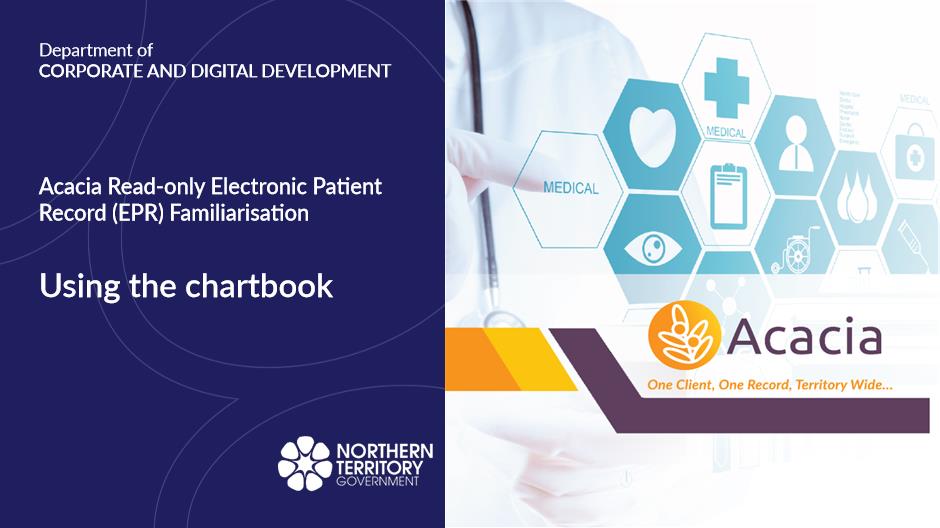 Department of
CORPORATE AND DIGITAL DEVELOPMENT
Acacia Read-only Electronic Patient
Record (EPR) Familiarisation
Using the chartbook
NORTHERN
TERRITORY
GOVERNMENT
MEDICAL
MEDICAL
MEDICAL
Acacia
One Client, One Record, Territory Wide...